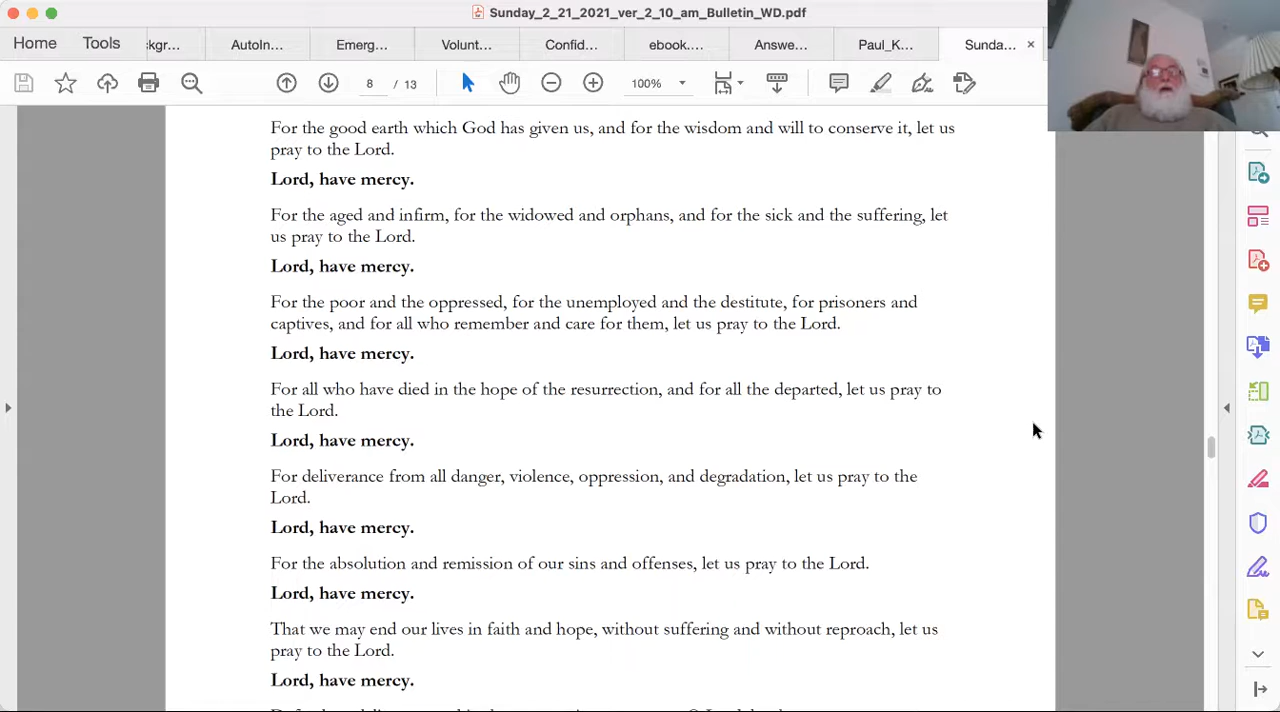 Sunday_2_21_2021_ver_2_10_am_Bulletin_WD.pdf
Home Tools kgr... AutoIn... Emerg... Volunt... Confid... ebook.... Answe... Paul_K... Sunda... ×
8 / 13 100%
For the good earth which God has given us, and for the wisdom and will to conserve it, let us
pray to the Lord.
Lord, have mercy.
For the aged and infirm, for the widowed and orphans, and for the sick and the suffering, let
us pray to the Lord.
Lord, have mercy.
For the poor and the oppressed, for the unemployed and the destitute, for prisoners and
captives, and for all who remember and care for them, let us pray to the Lord.
Lord, have mercy.
For all who have died in the hope of the resurrection, and for all the departed, let us pray to
the Lord.
Lord, have mercy.
For deliverance from all danger, violence, oppression, and degradation, let us pray to the
Lord.
Lord, have mercy.
For the absolution and remission of our sins and offenses, let us pray to the Lord.
Lord, have mercy.
That we may end our lives in faith and hope, without suffering and without reproach, let us
pray to the Lord.
Lord, have mercy.